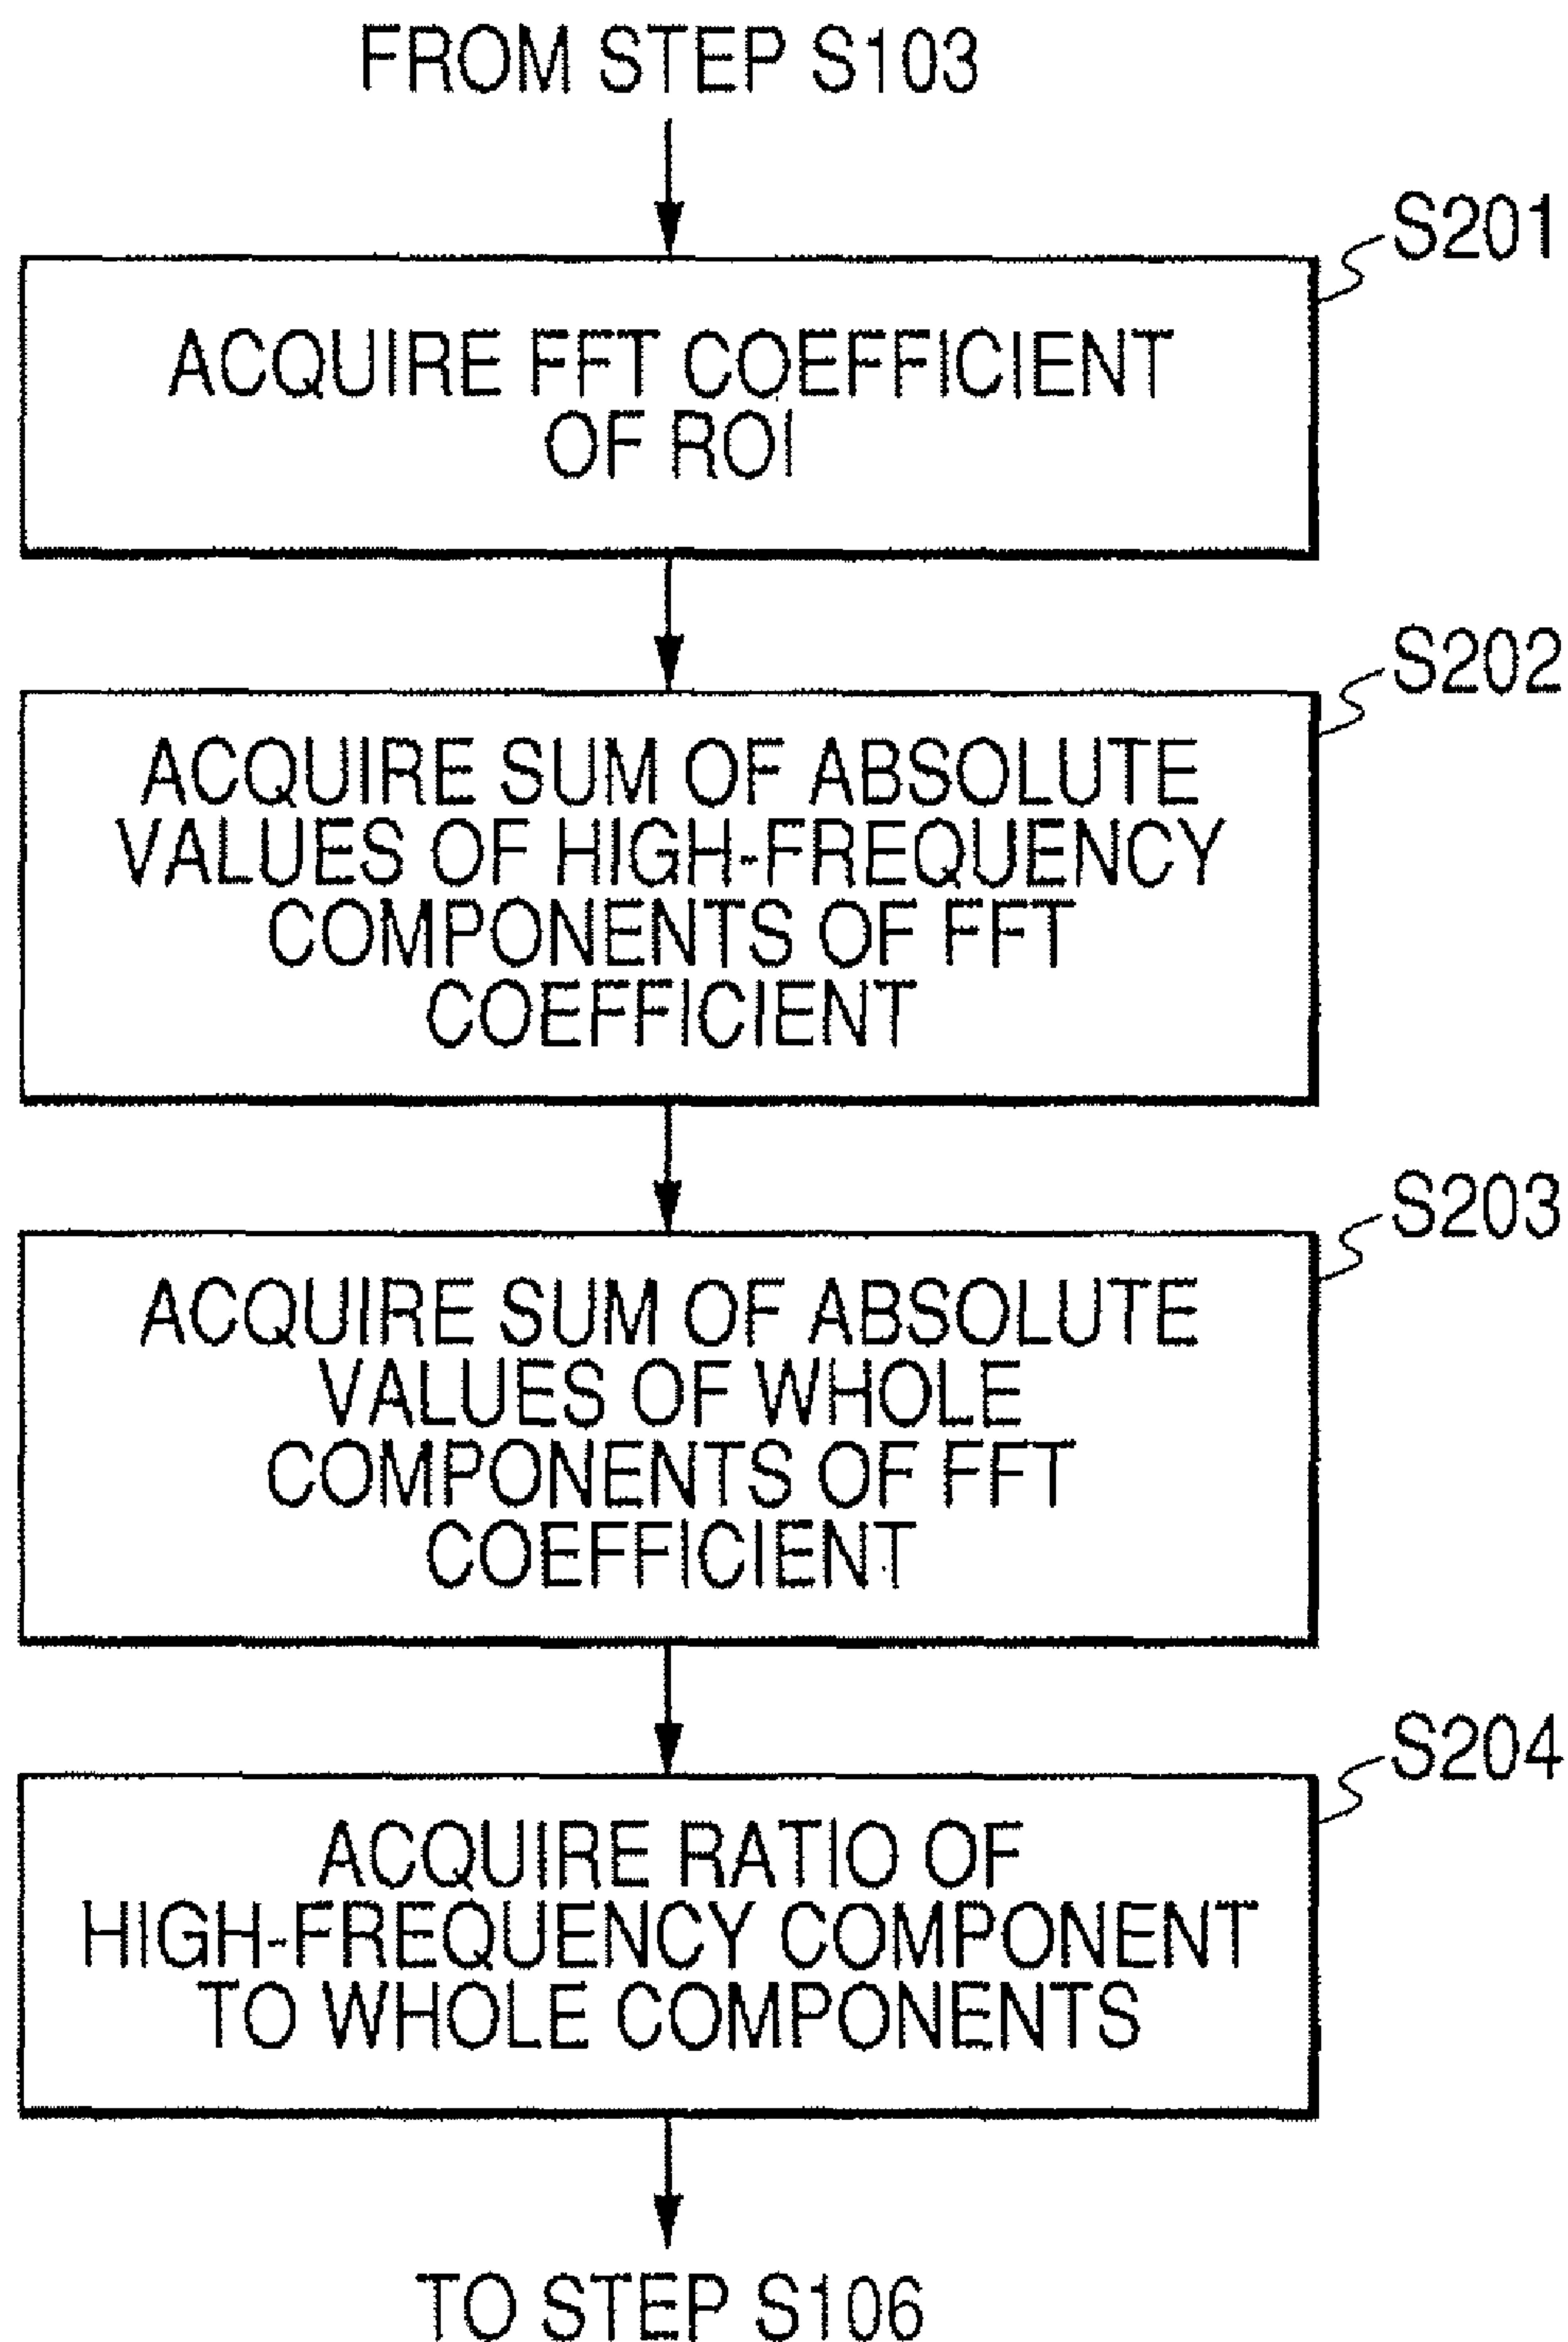 FROM STEP S103
S201
ACQUIRE FFT COEFFICIENT
OF ROI
S202
ACQUIRE SUM OF ABSOLUTE
VALUES OF HIGH-FREQUENCY
COMPONENTS OF FFT
COEFFICIENT
S203
ACQUIRE SUM OF ABSOLUTE
VALUES OF WHOLE
COMPONENTS OF FFT
COEFFICIENT
S204
ACQUIRE RATIO OF
HIGH-FREQUENCY COMPONENT
TO WHOLE COMPONENTS
TO STEP S106